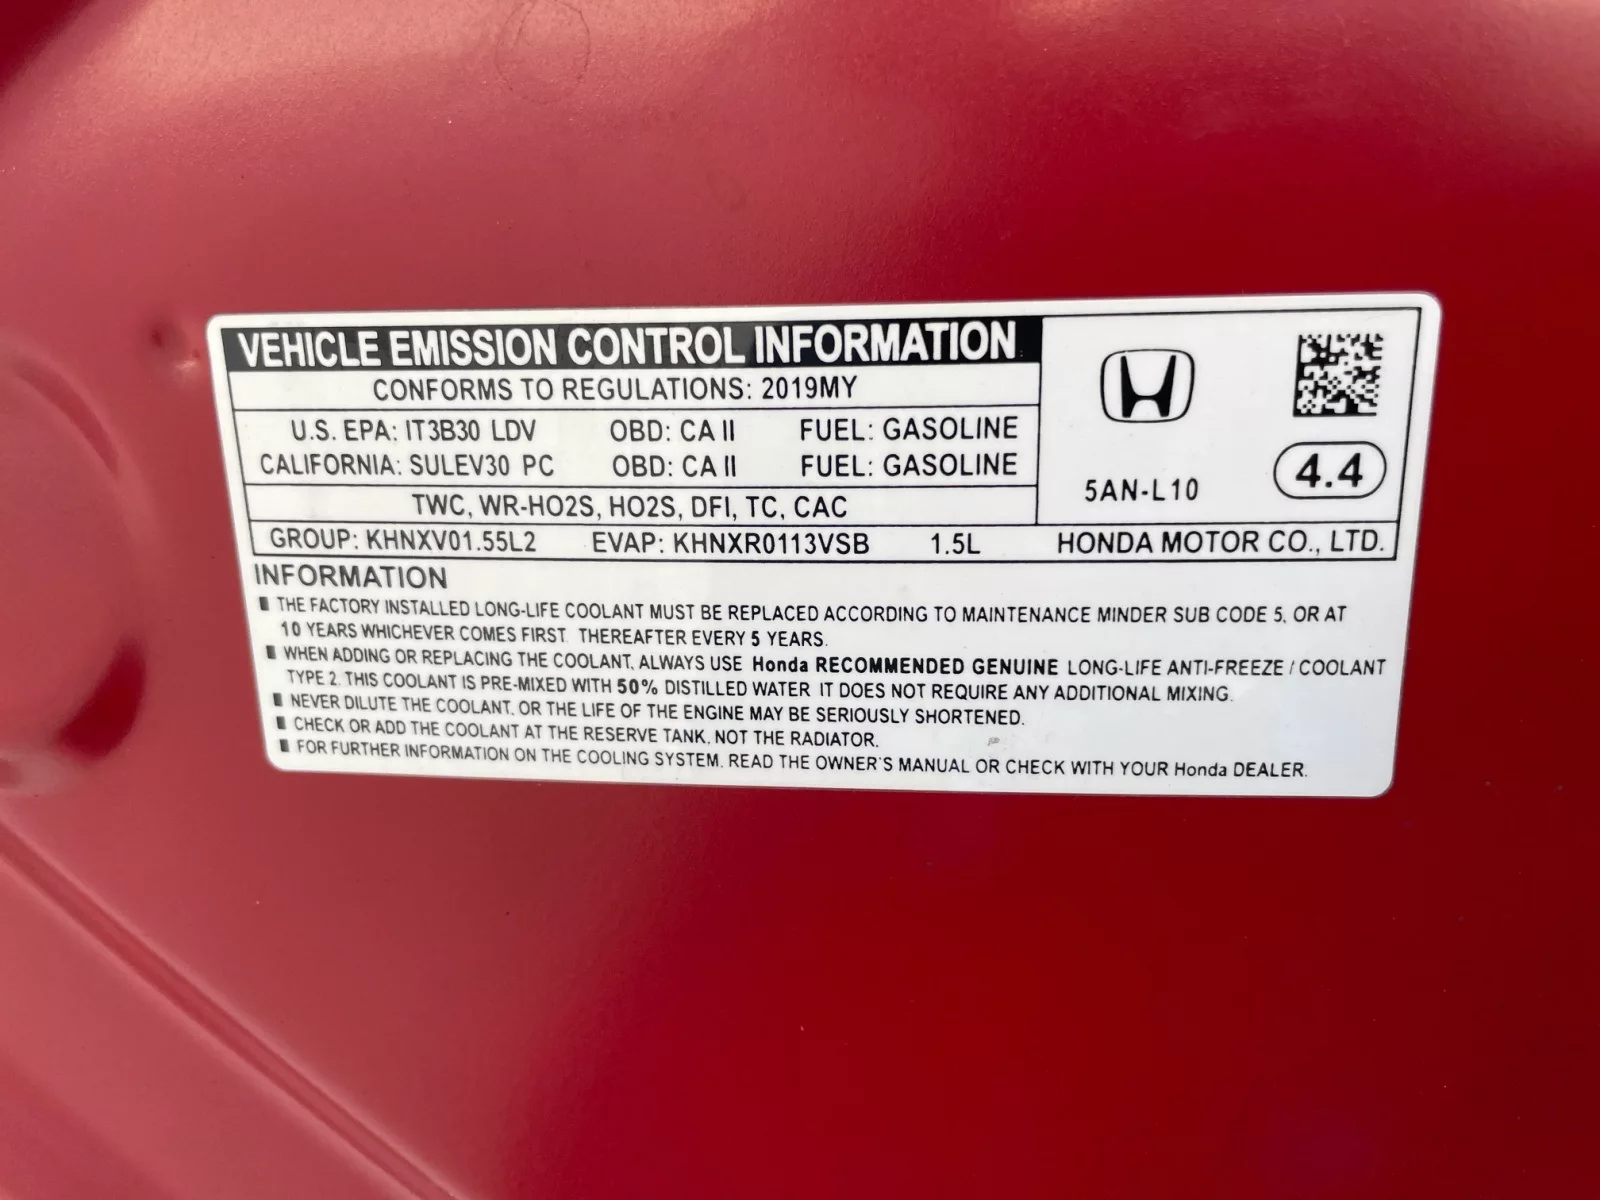 VEHICLE EMISSION CONTROL INFORMATION
CONFORMS TO REGULATIONS: 2019MY
U.S. EPA: IT3B30 LDV OBD: CA II FUEL: GASOLINE
CALIFORNIA: SULEV30 PC OBD: CA II FUEL: GASOLINE
TWC, WR-HO2S, HO2S, DFI, TC, CAC
5AN-L10
4.4
GROUP: KHNXV01.55L2 EVAP: KHNXR0113VSB 1.5L HONDA MOTOR CO., LTD.
INFORMATION
THE FACTORY INSTALLED LONG-LIFE COOLANT MUST BE REPLACED ACCORDING TO MAINTENANCE MINDER SUB CODE 5, OR AT
10 YEARS WHICHEVER COMES FIRST. THEREAFTER EVERY 5 YEARS.
WHEN ADDING OR REPLACING THE COOLANT, ALWAYS USE Honda RECOMMENDED GENUINE LONG-LIFE ANTI-FREEZE / COOLANT
TYPE 2. THIS COOLANT IS PRE-MIXED WITH 50% DISTILLED WATER IT DOES NOT REQUIRE ANY ADDITIONAL MIXING.
NEVER DILUTE THE COOLANT, OR THE LIFE OF THE ENGINE MAY BE SERIOUSLY SHORTENED.
CHECK OR ADD THE COOLANT AT THE RESERVE TANK, NOT THE RADIATOR.
FOR FURTHER INFORMATION ON THE COOLING SYSTEM, READ THE OWNER'S MANUAL OR CHECK WITH YOUR Honda DEALER.